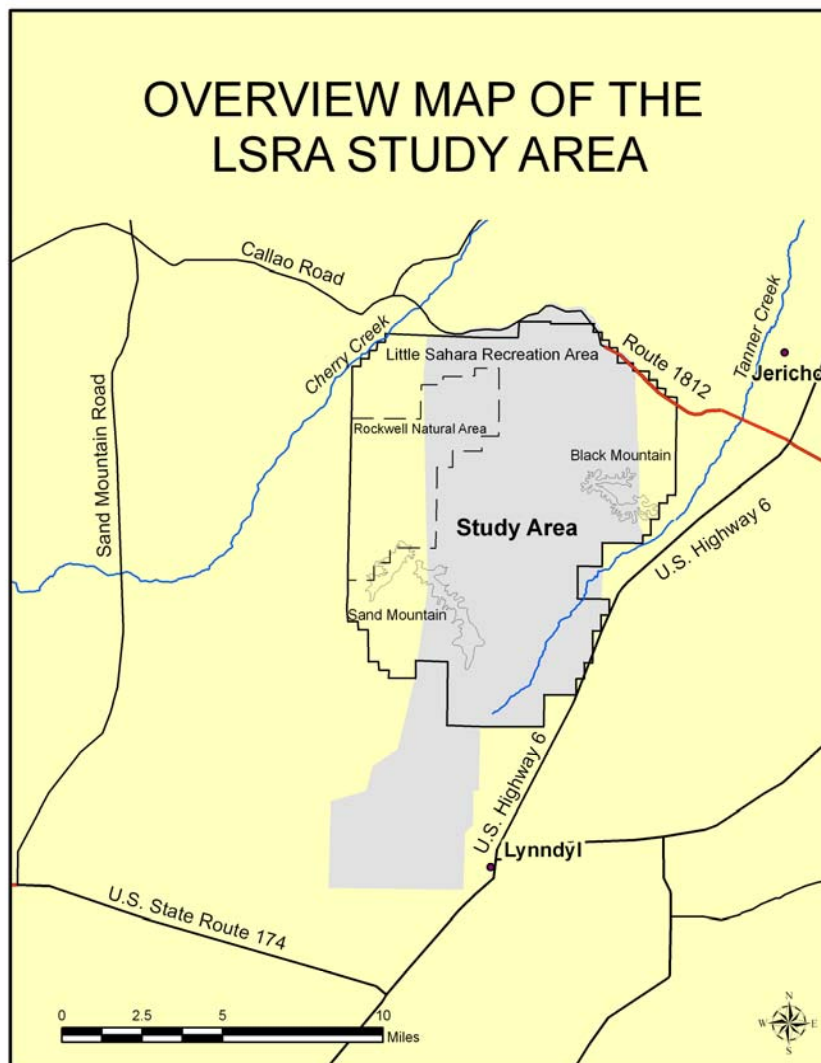 OVERVIEW MAP OF THE
LSRA STUDY AREA
Callao Road
Cherry Creek
Tanner Creek
Little Sahara Recreation Area
Route 1812
Jericho
Sand Mountain Road
Rockwell Natural Area
Black Mountain
Study Area
U.S. Highway 6
Sand Mountain
U.S. Highway 6
Lynndyl
U.S. State Route 174
0 2.5 5 10
Miles
N
W E
S